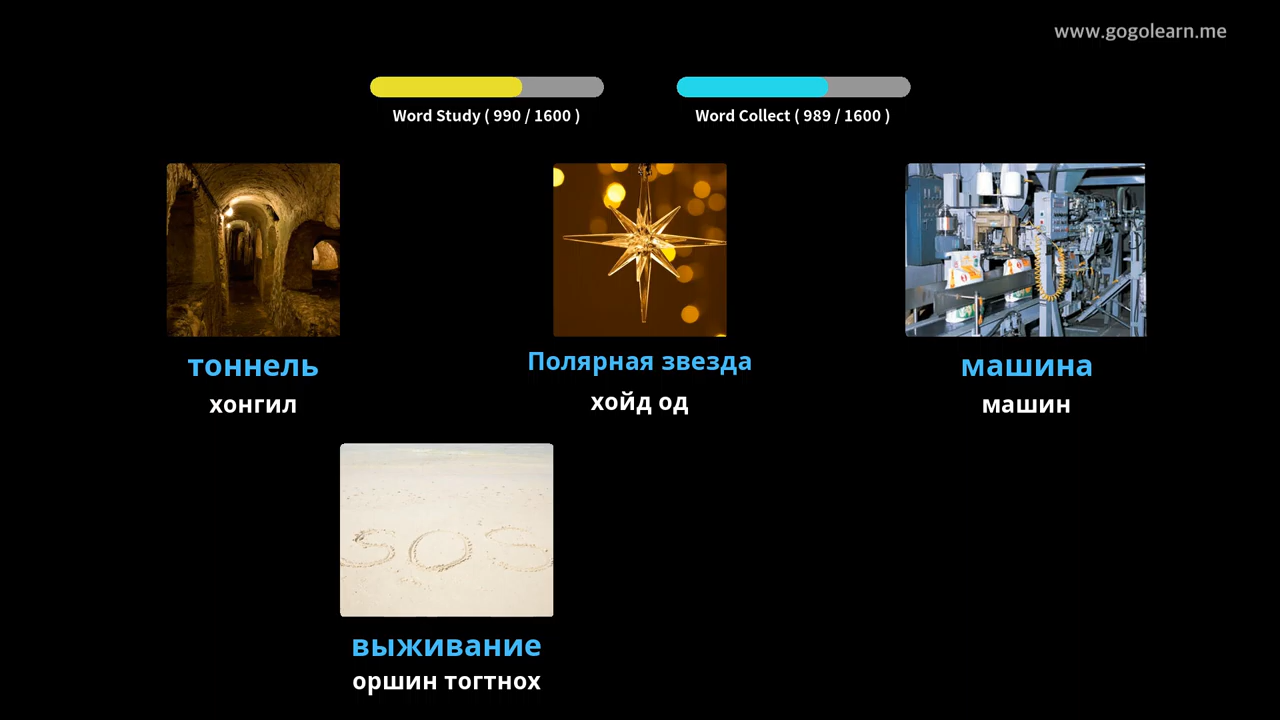 www.gogolearn.me
Word Study ( 990 / 1600 )
Word Collect ( 989 / 1600 )
тоннель
хонгил
Полярная звезда
хойд од
машина
машин
SOS
выживание
оршин тогтнох